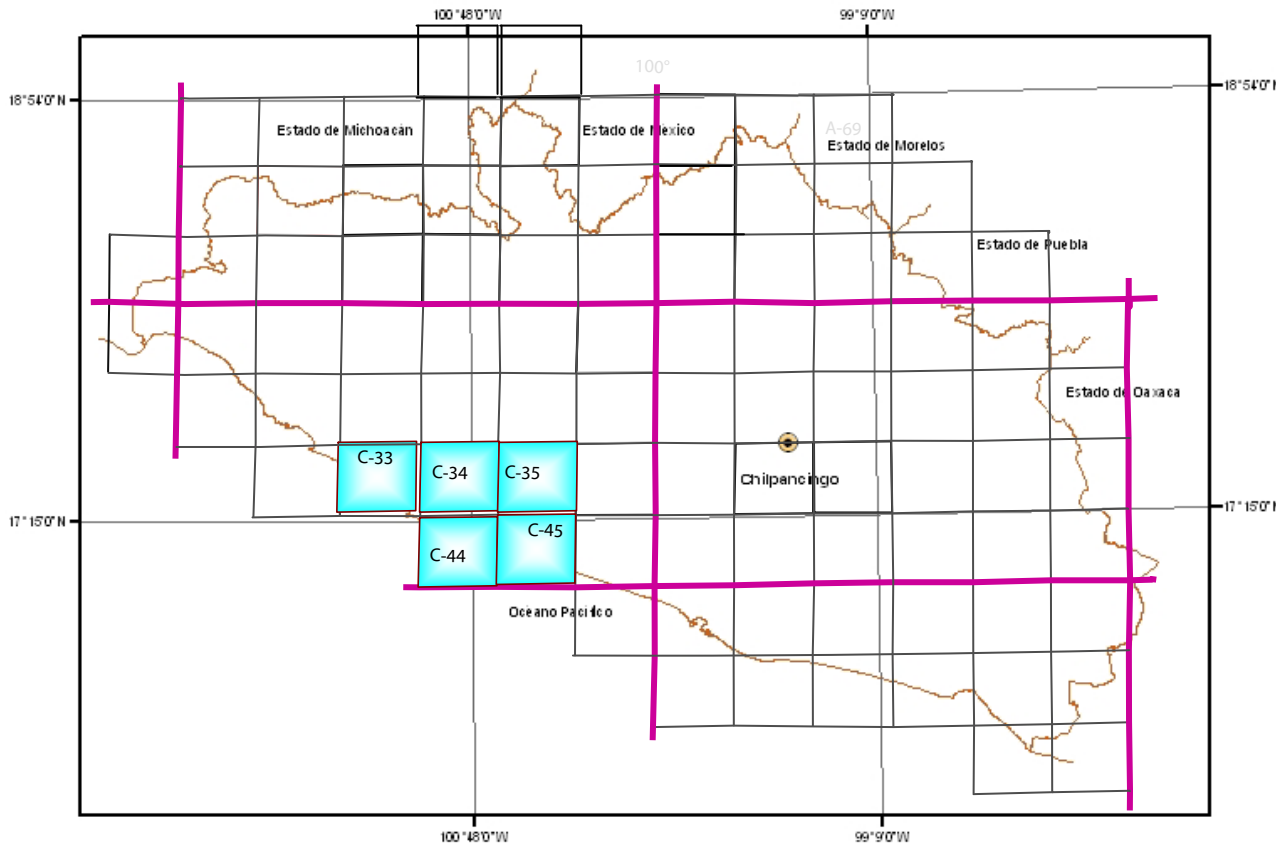 100°48'0"W
99°9'0"W
100°
18°54'0"N
18°54'0"N
Estado de Michoacán
Estado de México
A-69
Estado de Morelos
Estado de Puebla
Estado de Oaxaca
C-33
C-34
C-35
Chilpancingo
17°15'0"N
17°15'0"N
C-44
C-45
Océano Pacífico
100°48'0"W
99°9'0"W